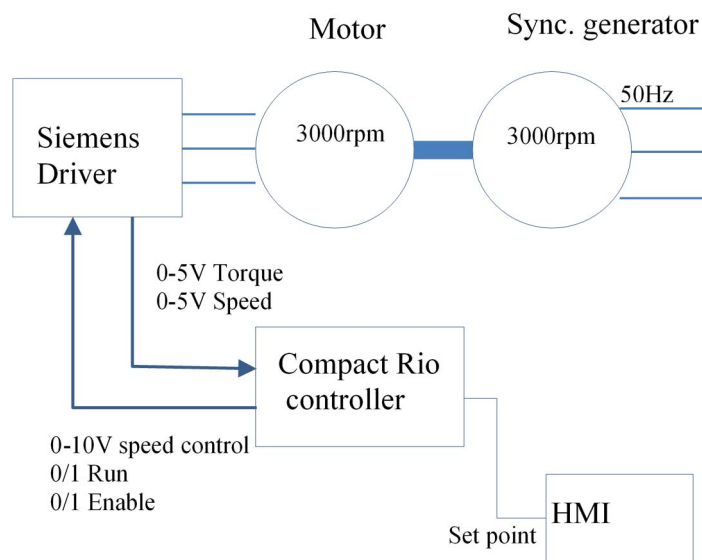 Motor
Sync. generator
50Hz
3000rpm
3000rpm
Siemens
Driver
0-5V Torque
0-5V Speed
Compact Rio
controller
0-10V speed control
0/1 Run
0/1 Enable
HMI
Set point